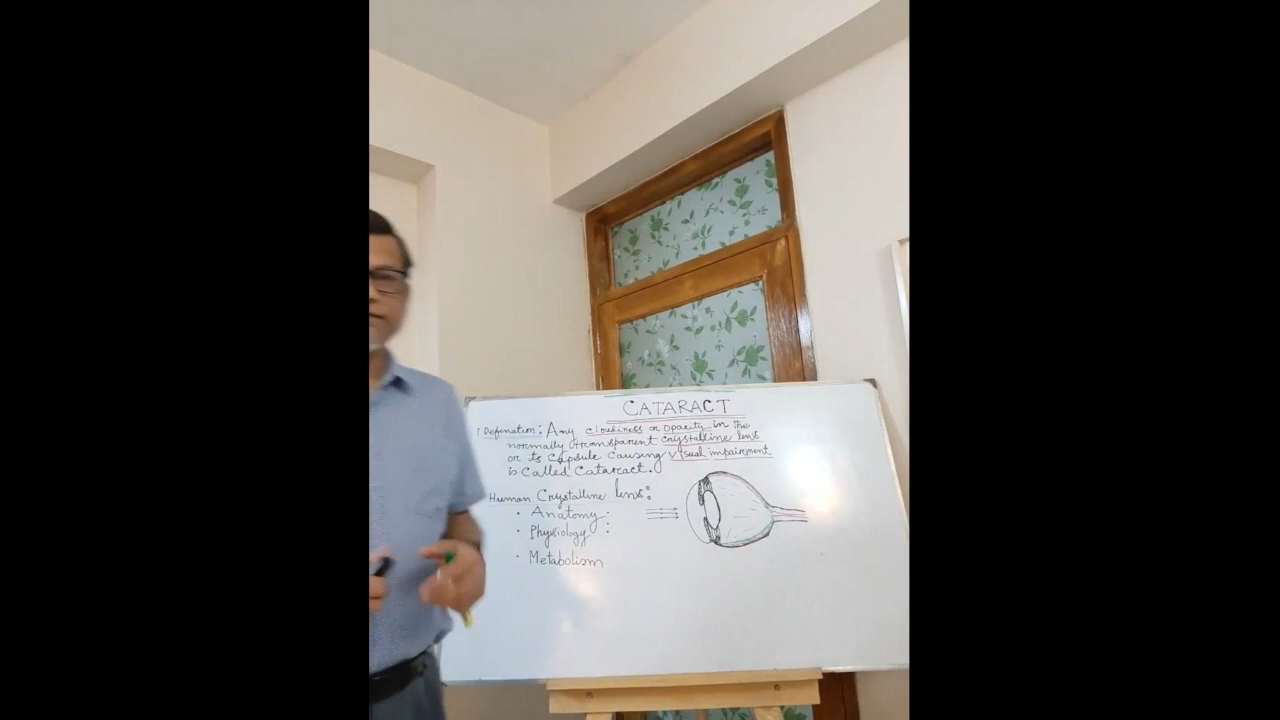 CATARACT
1 Defination: Any cloudiness or opacity in the
normally transparent crystalline lens
or its capsule causing visual impairment
is called Cataract.
Human Crystalline lens:
• Anatomy:
• Physiology:
• Metabolism